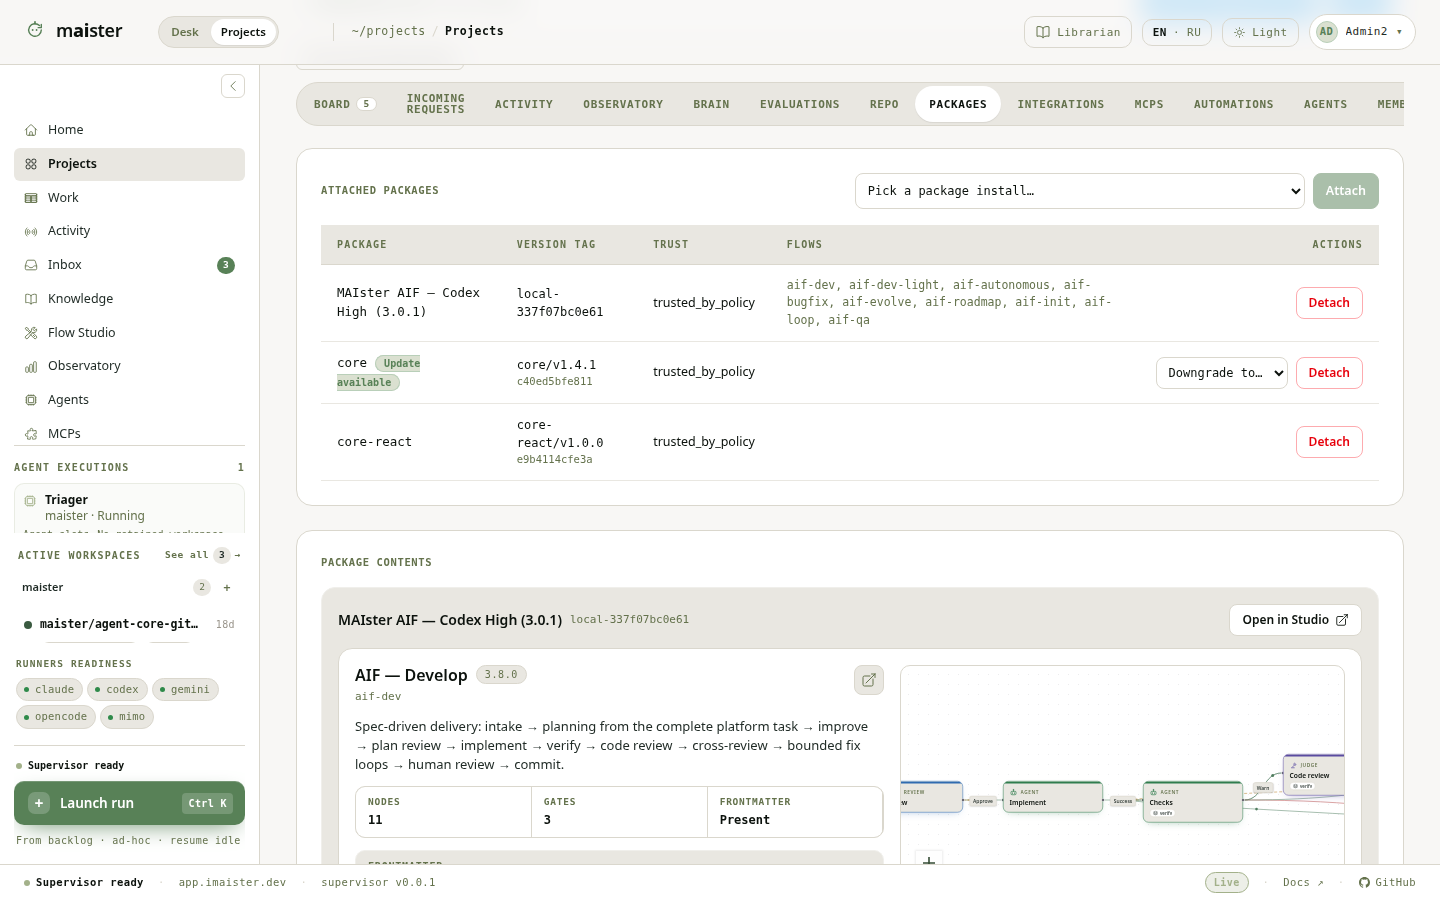 maister
Desk
Projects
~/projects / Projects
Librarian
EN · RU
Light
AD
Admin2
Home
Projects
Work
Activity
Inbox
3
Knowledge
Flow Studio
Observatory
Agents
MCPs
AGENT EXECUTIONS
1
Triager
maister · Running
ACTIVE WORKSPACES
See all 3 →
maister
2
+
maister/agent-core-git…
18d
RUNNERS READINESS
claude
codex
gemini
opencode
mimo
Supervisor ready
+
Launch run
Ctrl K
From backlog · ad-hoc · resume idle
BOARD
5
INCOMING
REQUESTS
ACTIVITY
OBSERVATORY
BRAIN
EVALUATIONS
REPO
PACKAGES
INTEGRATIONS
MCPS
AUTOMATIONS
AGENTS
MEMB
ATTACHED PACKAGES
Pick a package install…
Attach
PACKAGE
VERSION TAG
TRUST
FLOWS
ACTIONS
MAIster AIF — Codex
High (3.0.1)
local-
337f07bc0e61
trusted_by_policy
aif-dev, aif-dev-light, aif-autonomous, aif-
bugfix, aif-evolve, aif-roadmap, aif-init, aif-
loop, aif-qa
Detach
core
Update
available
core/v1.4.1
c40ed5bfe811
trusted_by_policy
Downgrade to…
Detach
core-react
core-
react/v1.0.0
e9b4114cfe3a
trusted_by_policy
Detach
PACKAGE CONTENTS
MAIster AIF — Codex High (3.0.1)
local-337f07bc0e61
Open in Studio
AIF — Develop
3.8.0
aif-dev
Spec-driven delivery: intake → planning from the complete platform task → improve
→ plan review → implement → verify → code review → cross-review → bounded fix
loops → human review → commit.
NODES
11
GATES
3
FRONTMATTER
Present
REVIEW
Approve
AGENT
Implement
Success
AGENT
Checks
verify
Warn
JUDGE
Code review
verify
+
Supervisor ready
·
app.imaister.dev
·
supervisor v0.0.1
Live
·
Docs ↗
·
GitHub